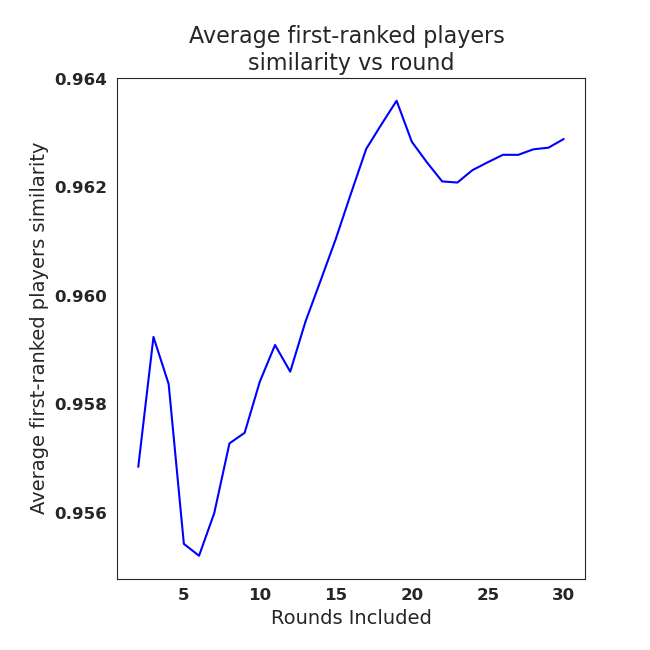 Average first-ranked players
similarity vs round
Average first-ranked players similarity
0.964
0.962
0.960
0.958
0.956
5 10 15 20 25 30
Rounds Included